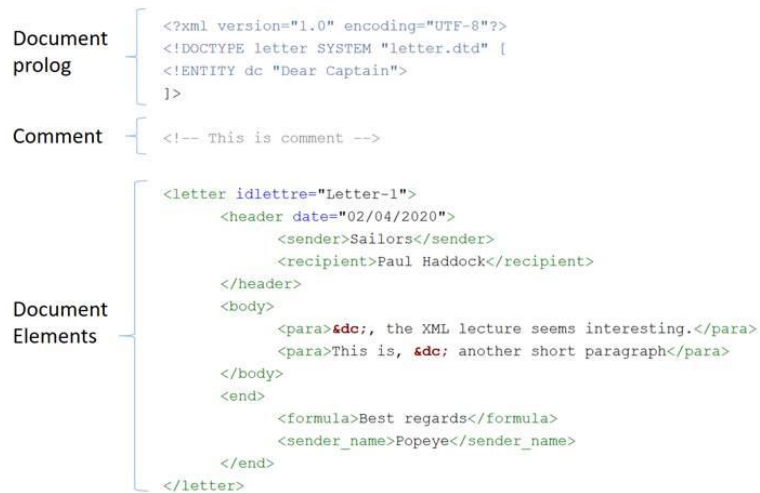 Document
prolog
<?xml version="1.0" encoding="UTF-8"?>
<!DOCTYPE letter SYSTEM "letter.dtd" [
<!ENTITY dc "Dear Captain">
]>
Comment
<!-- This is comment -->
Document
Elements
<letter idlettre="Letter-1">
<header date="02/04/2020">
<sender>Sailors</sender>
<recipient>Paul Haddock</recipient>
</header>
<body>
<para>&dc;, the XML lecture seems interesting.</para>
<para>This is, &dc; another short paragraph</para>
</body>
<end>
<formula>Best regards</formula>
<sender_name>Popeye</sender_name>
</end>
</letter>